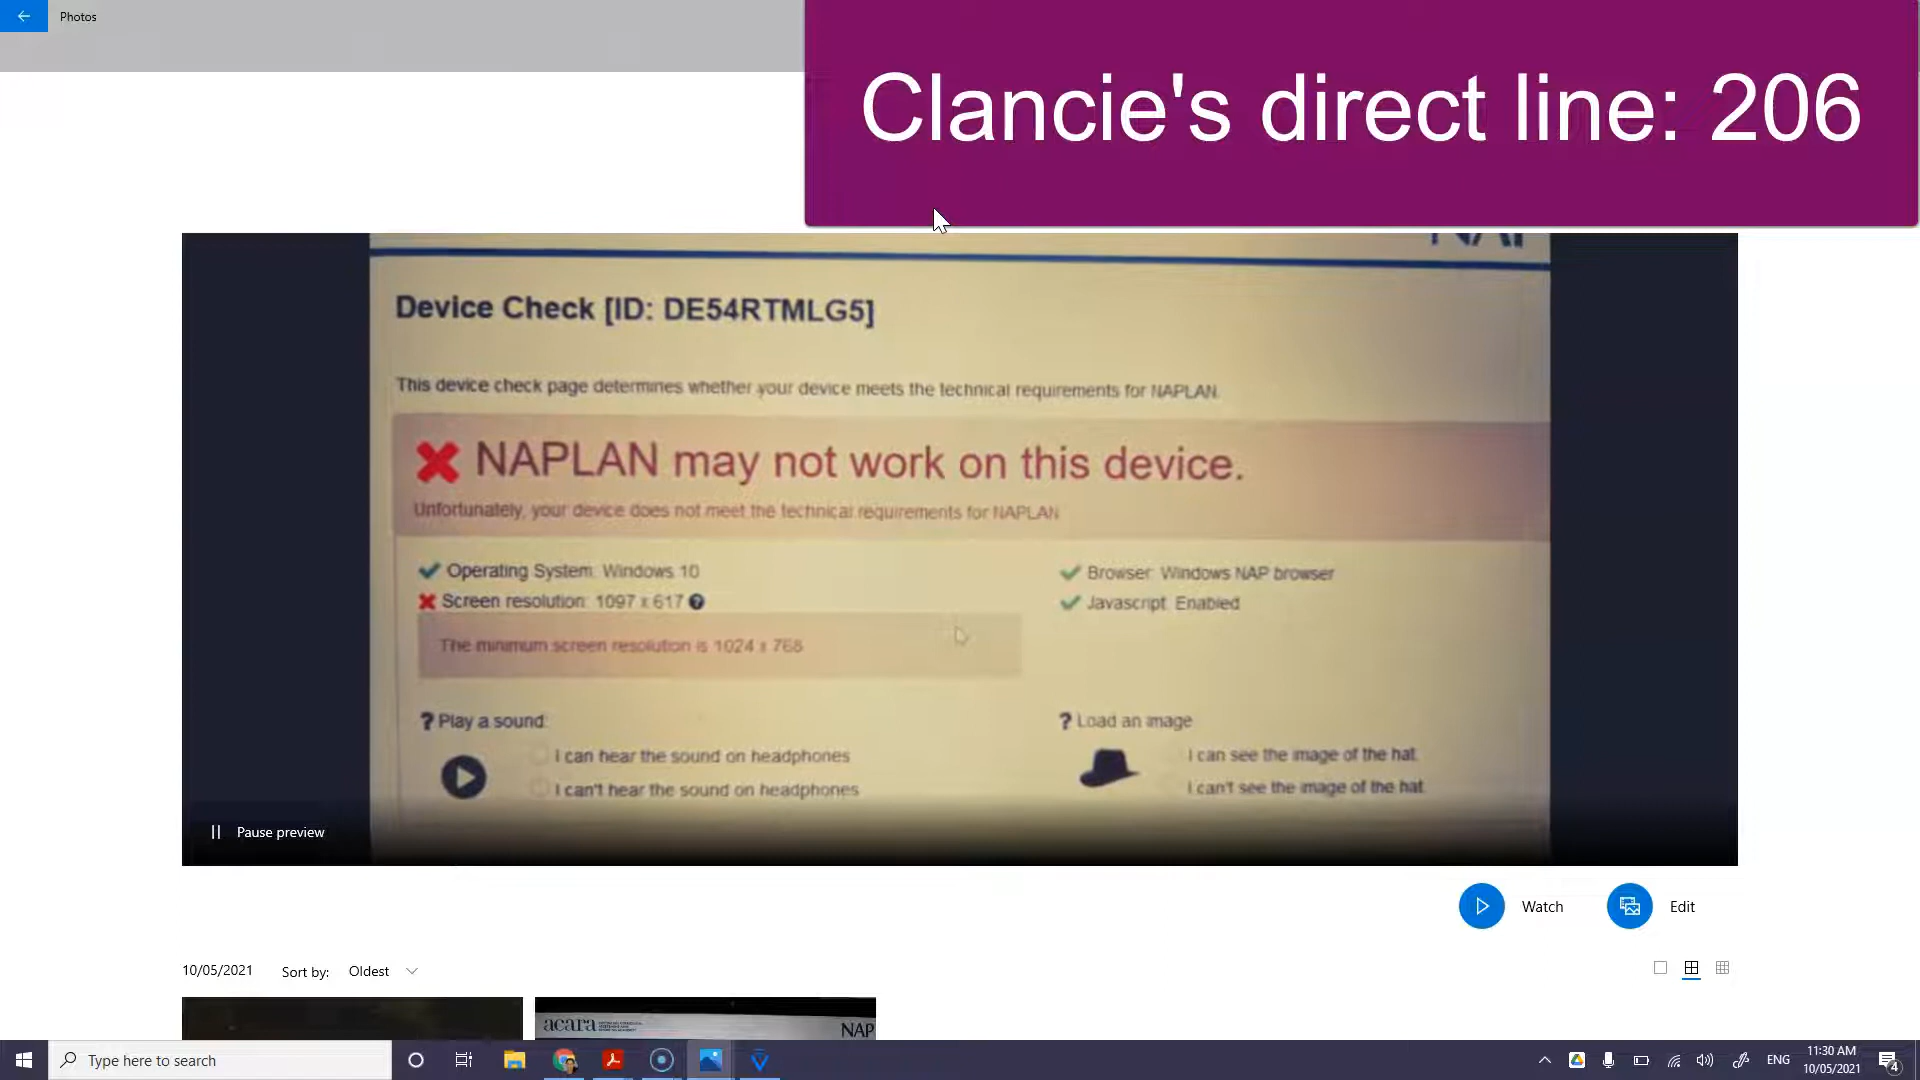 Photos
Clancie's direct line: 206
Device Check [ID: DE54RTMLG5]
This device check page determines whether your device meets the technical requirements for NAPLAN.
NAPLAN may not work on this device.
Unfortunately, your device does not meet the technical requirements for NAPLAN
Operating System: Windows 10
Browser: Windows NAP browser
Screen resolution: 1097 x 617
Javascript: Enabled
The minimum screen resolution is 1024 x 768
Play a sound:
Load an image
I can hear the sound on headphones
I can see the image of the hat.
I can't hear the sound on headphones
I can't see the image of the hat.
Pause preview
Watch
Edit
10/05/2021
Sort by:
Oldest
acara
NAP
Type here to search
ENG
11:30 AM
10/05/2021
4